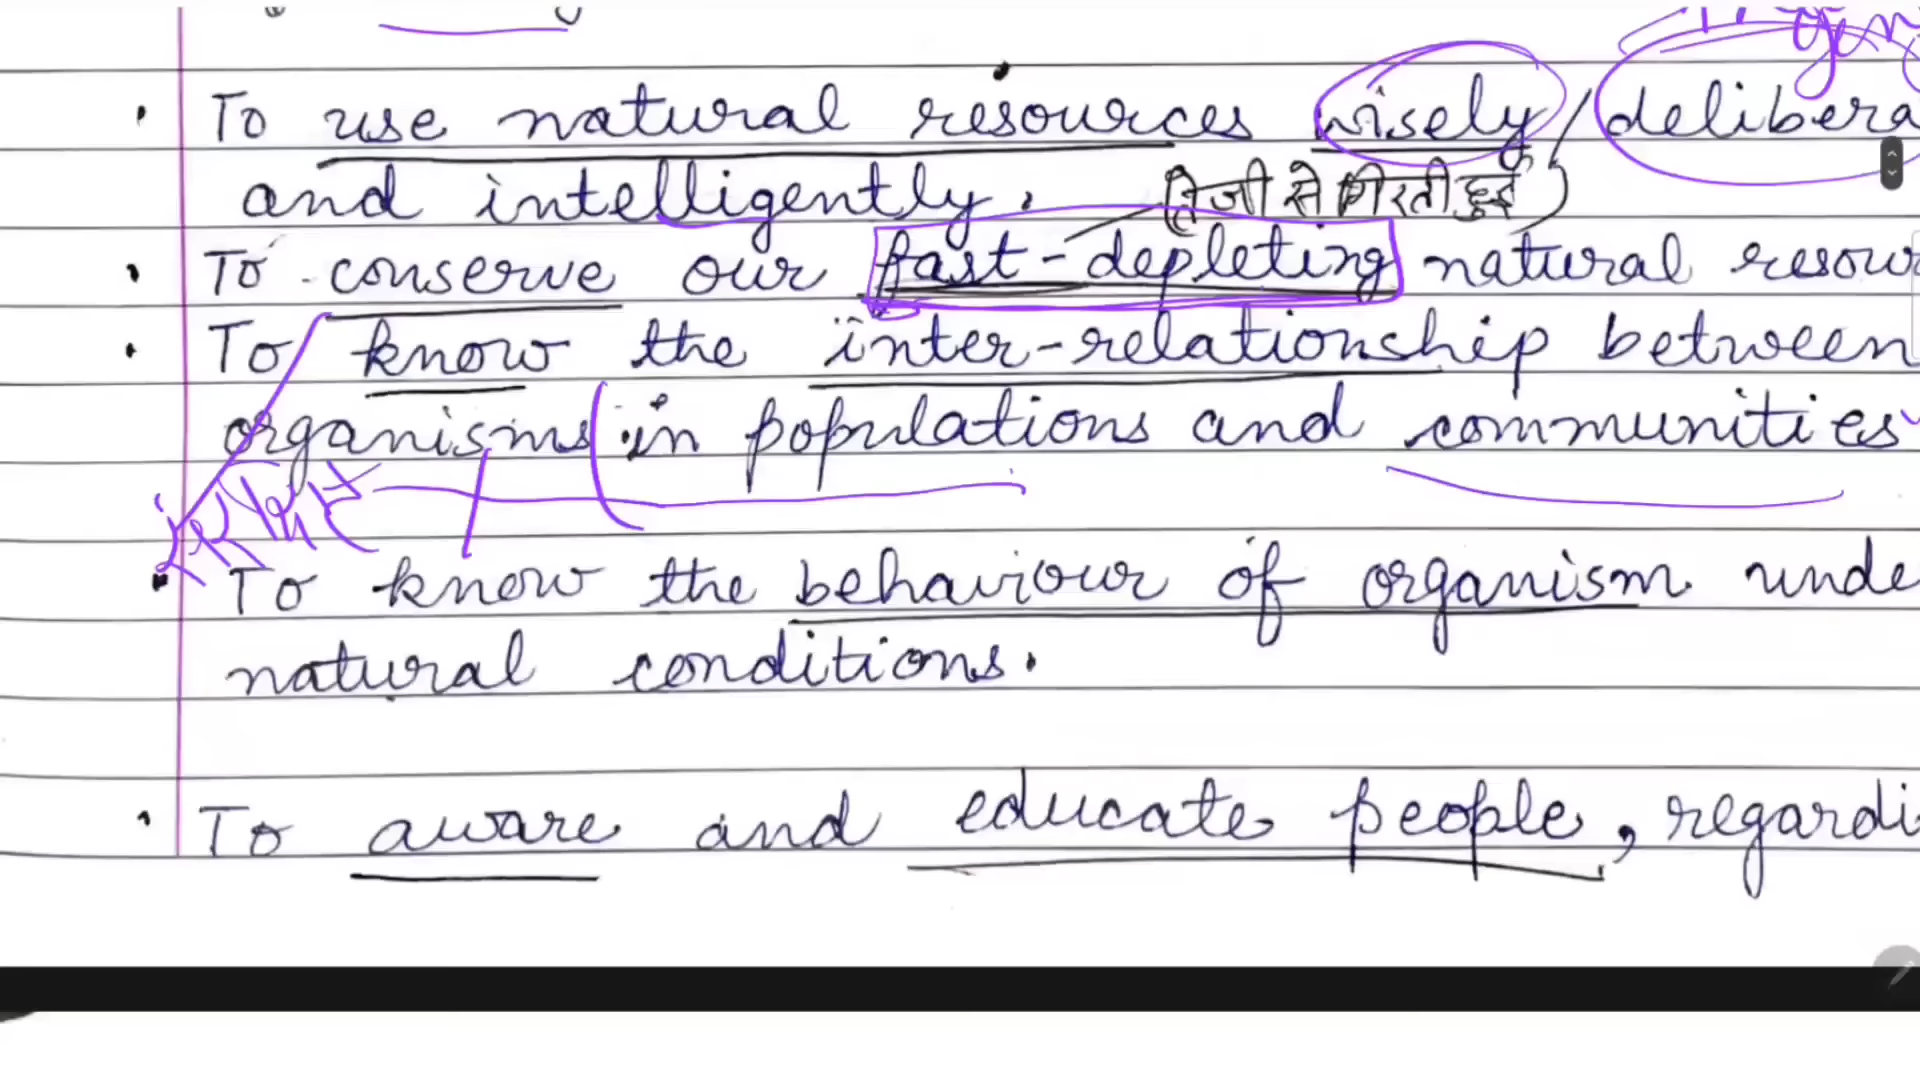 • To use natural resources wisely / delibera
and intelligently. (तेजी से गिरती हुई)
• To conserve our fast-depleting natural resour
• To know the inter-relationship between
organisms in populations and communities
• To know the behaviour of organism unde
natural conditions.
• To aware and educate people, regardi